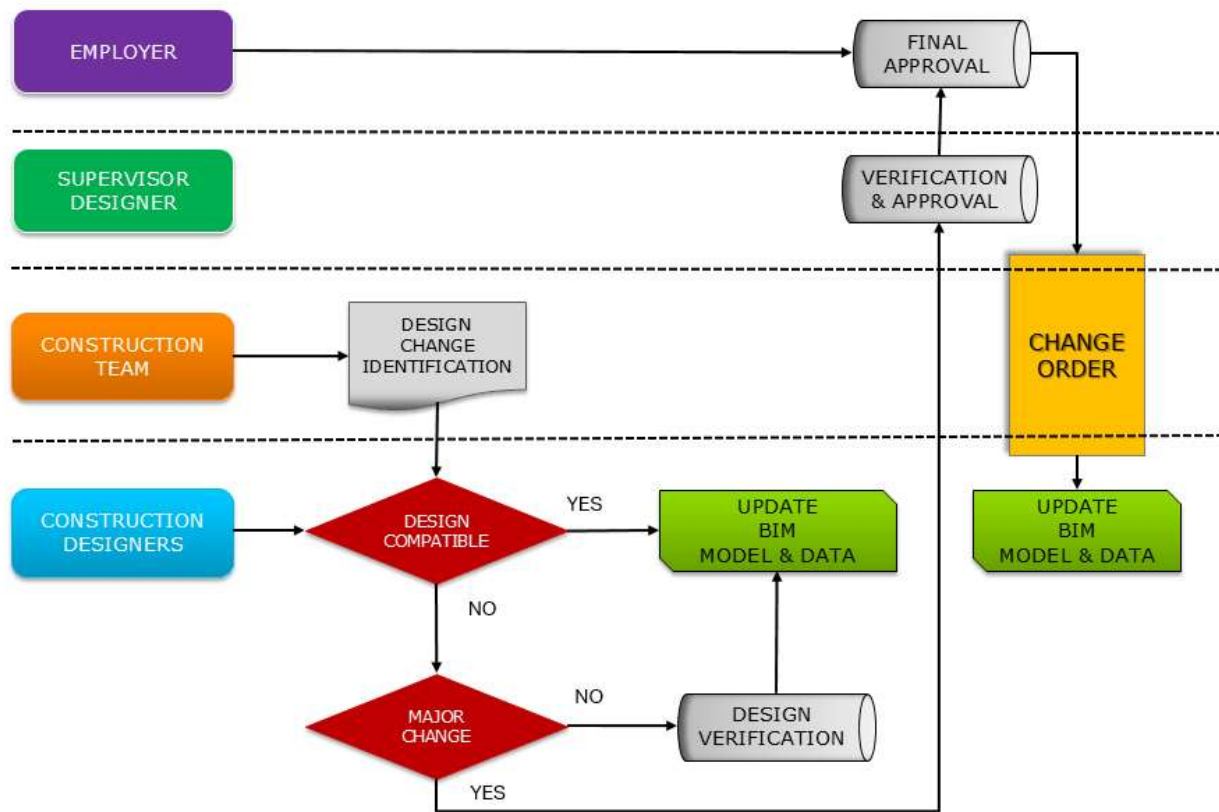 EMPLOYER
FINAL
APPROVAL
SUPERVISOR
DESIGNER
VERIFICATION
& APPROVAL
CONSTRUCTION
TEAM
DESIGN
CHANGE
IDENTIFICATION
CHANGE
ORDER
CONSTRUCTION
DESIGNERS
DESIGN
COMPATIBLE
YES
UPDATE
BIM
MODEL & DATA
UPDATE
BIM
MODEL & DATA
NO
MAJOR
CHANGE
NO
DESIGN
VERIFICATION
YES